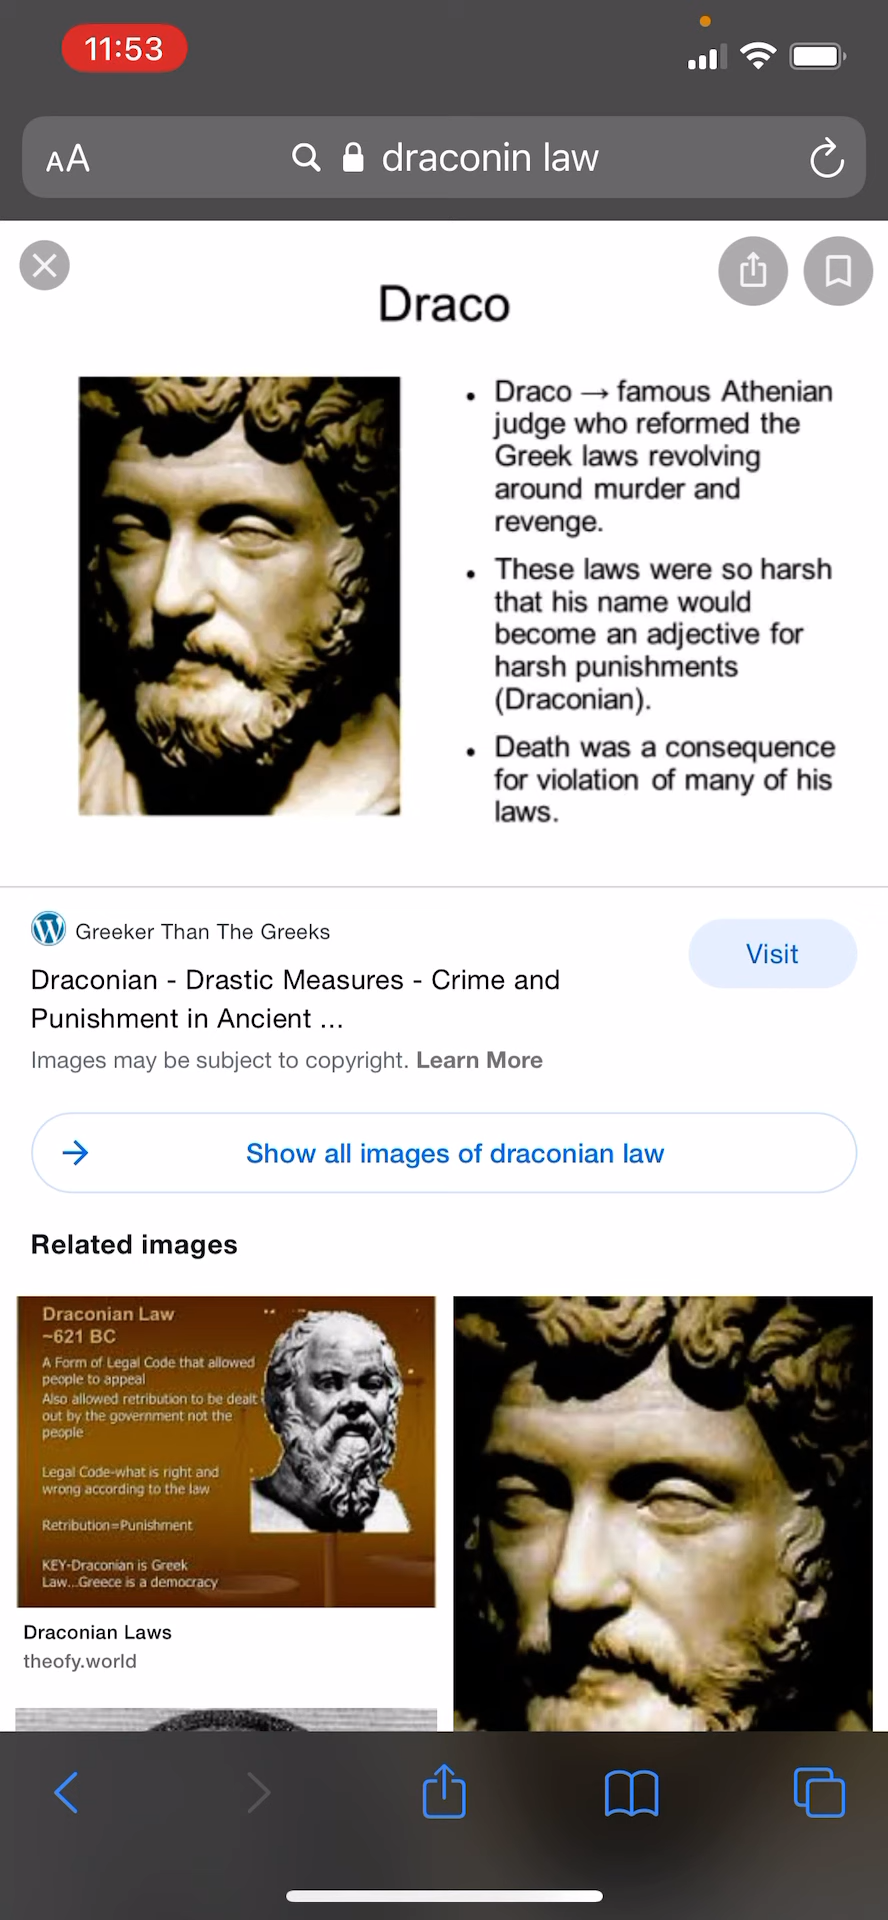 11:53
AA
draconin law
Draco
• Draco → famous Athenian
judge who reformed the
Greek laws revolving
around murder and
revenge.
• These laws were so harsh
that his name would
become an adjective for
harsh punishments
(Draconian).
• Death was a consequence
for violation of many of his
laws.
Greeker Than The Greeks
Visit
Draconian - Drastic Measures - Crime and
Punishment in Ancient ...
Images may be subject to copyright. Learn More
→ Show all images of draconian law
Related images
Draconian Law
~621 BC
A Form of Legal Code that allowed
people to appeal
Also allowed retribution to be dealt
out by the government not the
people
Legal Code-what is right and
wrong according to the law
Retribution=Punishment
KEY-Draconian is Greek
Law...Greece is a democracy
Draconian Laws
theofy.world